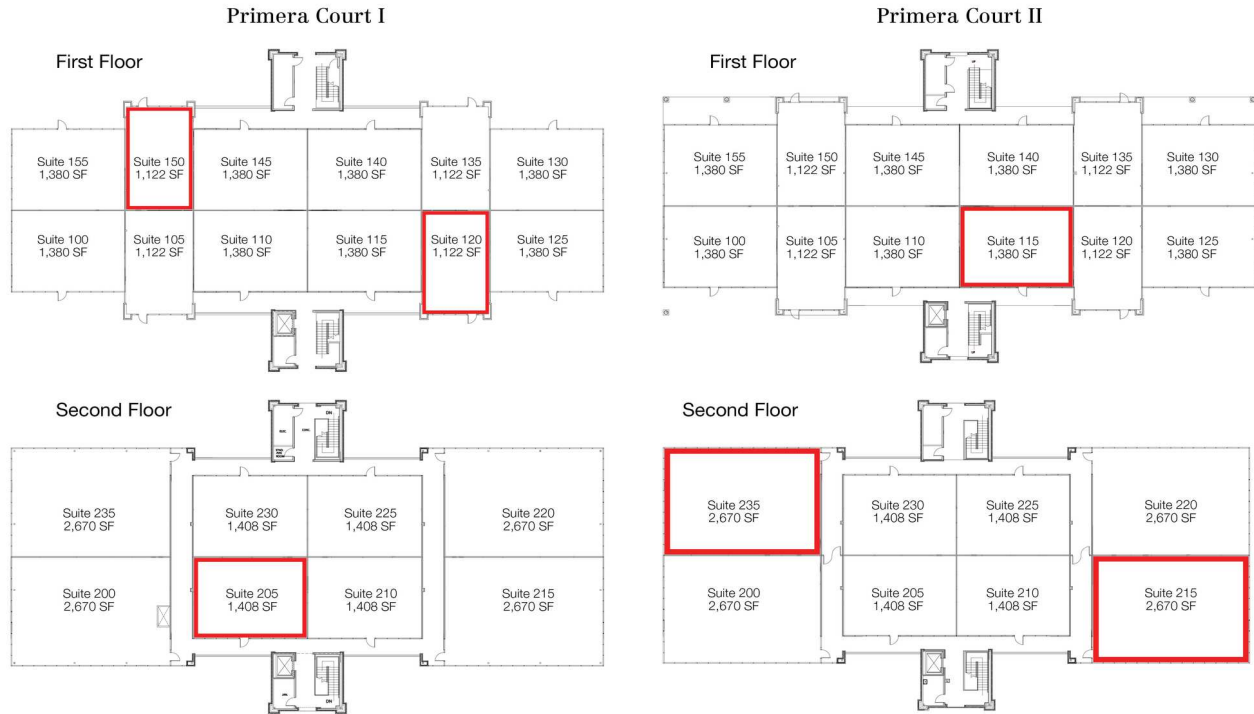 Primera Court I
First Floor
Suite 155
1,380 SF
Suite 150
1,122 SF
Suite 145
1,380 SF
Suite 140
1,380 SF
Suite 135
1,122 SF
Suite 130
1,380 SF
Suite 100
1,380 SF
Suite 105
1,122 SF
Suite 110
1,380 SF
Suite 115
1,380 SF
Suite 120
1,122 SF
Suite 125
1,380 SF
Second Floor
DN
Suite 235
2,670 SF
Suite 230
1,408 SF
Suite 225
1,408 SF
Suite 220
2,670 SF
Suite 200
2,670 SF
Suite 205
1,408 SF
Suite 210
1,408 SF
Suite 215
2,670 SF
DN
Primera Court II
First Floor
UP
Suite 155
1,380 SF
Suite 150
1,122 SF
Suite 145
1,380 SF
Suite 140
1,380 SF
Suite 135
1,122 SF
Suite 130
1,380 SF
Suite 100
1,380 SF
Suite 105
1,122 SF
Suite 110
1,380 SF
Suite 115
1,380 SF
Suite 120
1,122 SF
Suite 125
1,380 SF
UP
Second Floor
Suite 235
2,670 SF
Suite 230
1,408 SF
Suite 225
1,408 SF
Suite 220
2,670 SF
Suite 200
2,670 SF
Suite 205
1,408 SF
Suite 210
1,408 SF
Suite 215
2,670 SF